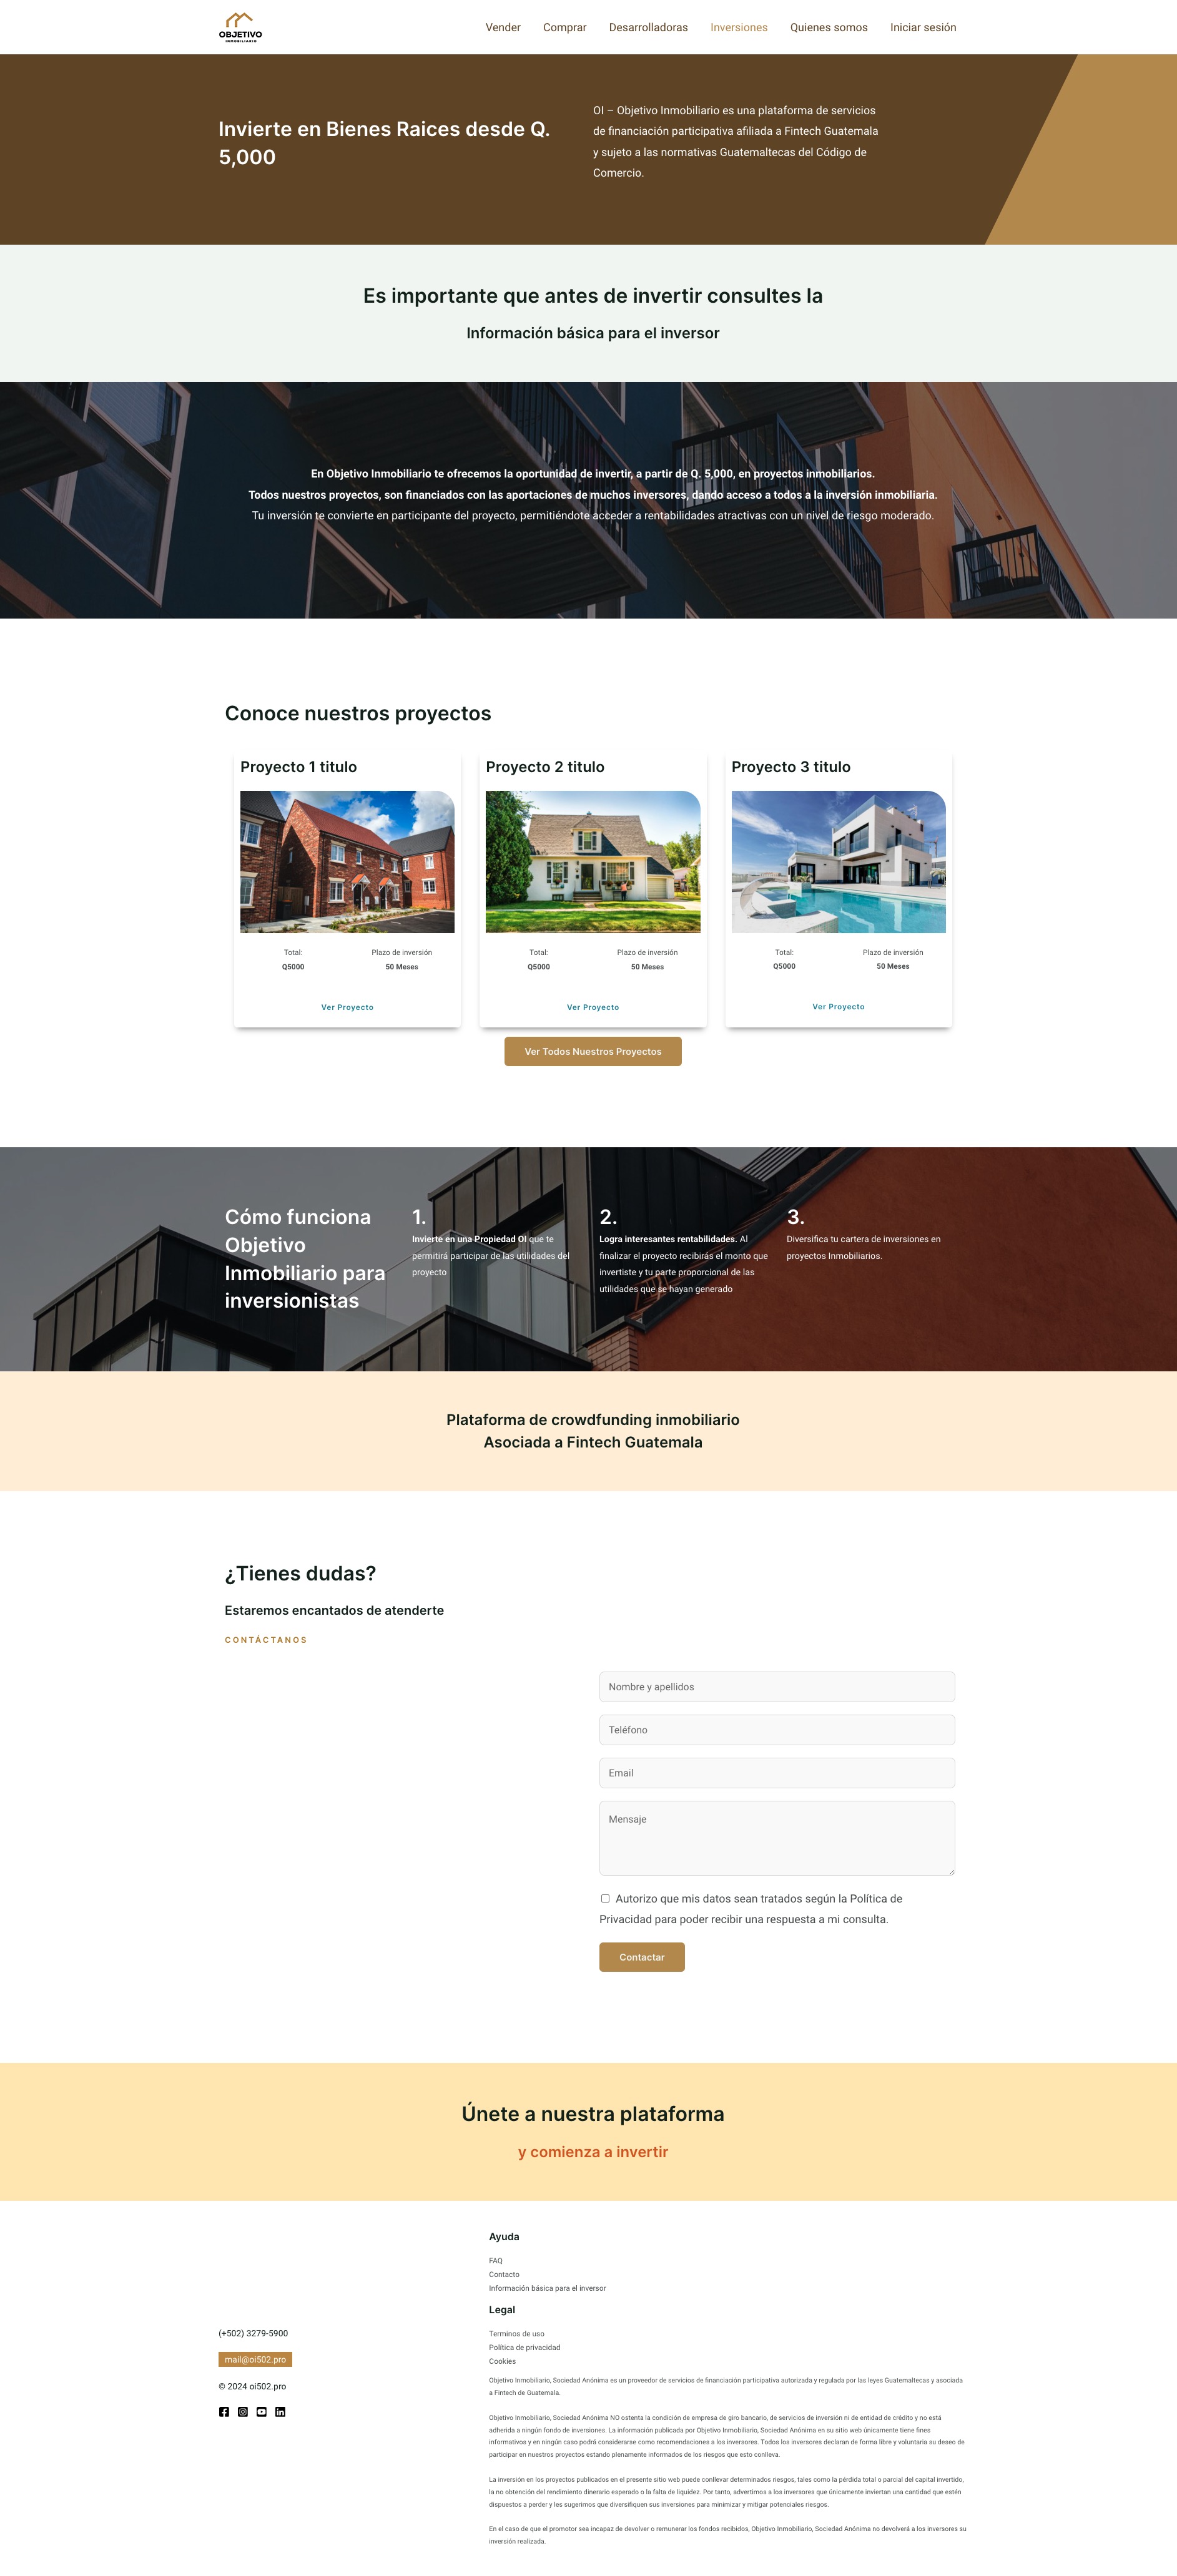 OBJETIVO
INMOBILIARIO
Vender
Comprar
Desarrolladoras
Inversiones
Quienes somos
Iniciar sesión
Invierte en Bienes Raices desde Q.
5,000
OI – Objetivo Inmobiliario es una plataforma de servicios
de financiación participativa afiliada a Fintech Guatemala
y sujeto a las normativas Guatemaltecas del Código de
Comercio.
Es importante que antes de invertir consultes la
Información básica para el inversor
En Objetivo Inmobiliario te ofrecemos la oportunidad de invertir, a partir de Q. 5,000, en proyectos inmobiliarios.
Todos nuestros proyectos, son financiados con las aportaciones de muchos inversores, dando acceso a todos a la inversión inmobiliaria.
Tu inversión te convierte en participante del proyecto, permitiéndote acceder a rentabilidades atractivas con un nivel de riesgo moderado.
Conoce nuestros proyectos
Proyecto 1 titulo
Total:
Plazo de inversión
Q5000
50 Meses
Ver Proyecto
Proyecto 2 titulo
Total:
Plazo de inversión
Q5000
50 Meses
Ver Proyecto
Proyecto 3 titulo
Total:
Plazo de inversión
Q5000
50 Meses
Ver Proyecto
Ver Todos Nuestros Proyectos
Cómo funciona
Objetivo
Inmobiliario para
inversionistas
1.
Invierte en una Propiedad OI que te
permitirá participar de las utilidades del
proyecto
2.
Logra interesantes rentabilidades. Al
finalizar el proyecto recibirás el monto que
invertiste y tu parte proporcional de las
utilidades que se hayan generado
3.
Diversifica tu cartera de inversiones en
proyectos Inmobiliarios.
Plataforma de crowdfunding inmobiliario
Asociada a Fintech Guatemala
¿Tienes dudas?
Estaremos encantados de atenderte
CONTÁCTANOS
Nombre y apellidos
Teléfono
Email
Mensaje
Autorizo que mis datos sean tratados según la Política de
Privacidad para poder recibir una respuesta a mi consulta.
Contactar
Únete a nuestra plataforma
y comienza a invertir
(+502) 3279-5900
mail@oi502.pro
© 2024 oi502.pro
Ayuda
FAQ
Contacto
Información básica para el inversor
Legal
Terminos de uso
Política de privacidad
Cookies
Objetivo Inmobiliario, Sociedad Anónima es un proveedor de servicios de financiación participativa autorizada y regulada por las leyes Guatemaltecas y asociada
a Fintech de Guatemala.
Objetivo Inmobiliario, Sociedad Anónima NO ostenta la condición de empresa de giro bancario, de servicios de inversión ni de entidad de crédito y no está
adherida a ningún fondo de inversiones. La información publicada por Objetivo Inmobiliario, Sociedad Anónima en su sitio web únicamente tiene fines
informativos y en ningún caso podrá considerarse como recomendaciones a los inversores. Todos los inversores declaran de forma libre y voluntaria su deseo de
participar en nuestros proyectos estando plenamente informados de los riesgos que esto conlleva.
La inversión en los proyectos publicados en el presente sitio web puede conllevar determinados riesgos, tales como la pérdida total o parcial del capital invertido,
la no obtención del rendimiento dinerario esperado o la falta de liquidez. Por tanto, advertimos a los inversores que únicamente inviertan una cantidad que estén
dispuestos a perder y les sugerimos que diversifiquen sus inversiones para minimizar y mitigar potenciales riesgos.
En el caso de que el promotor sea incapaz de devolver o remunerar los fondos recibidos, Objetivo Inmobiliario, Sociedad Anónima no devolverá a los inversores su
inversión realizada.